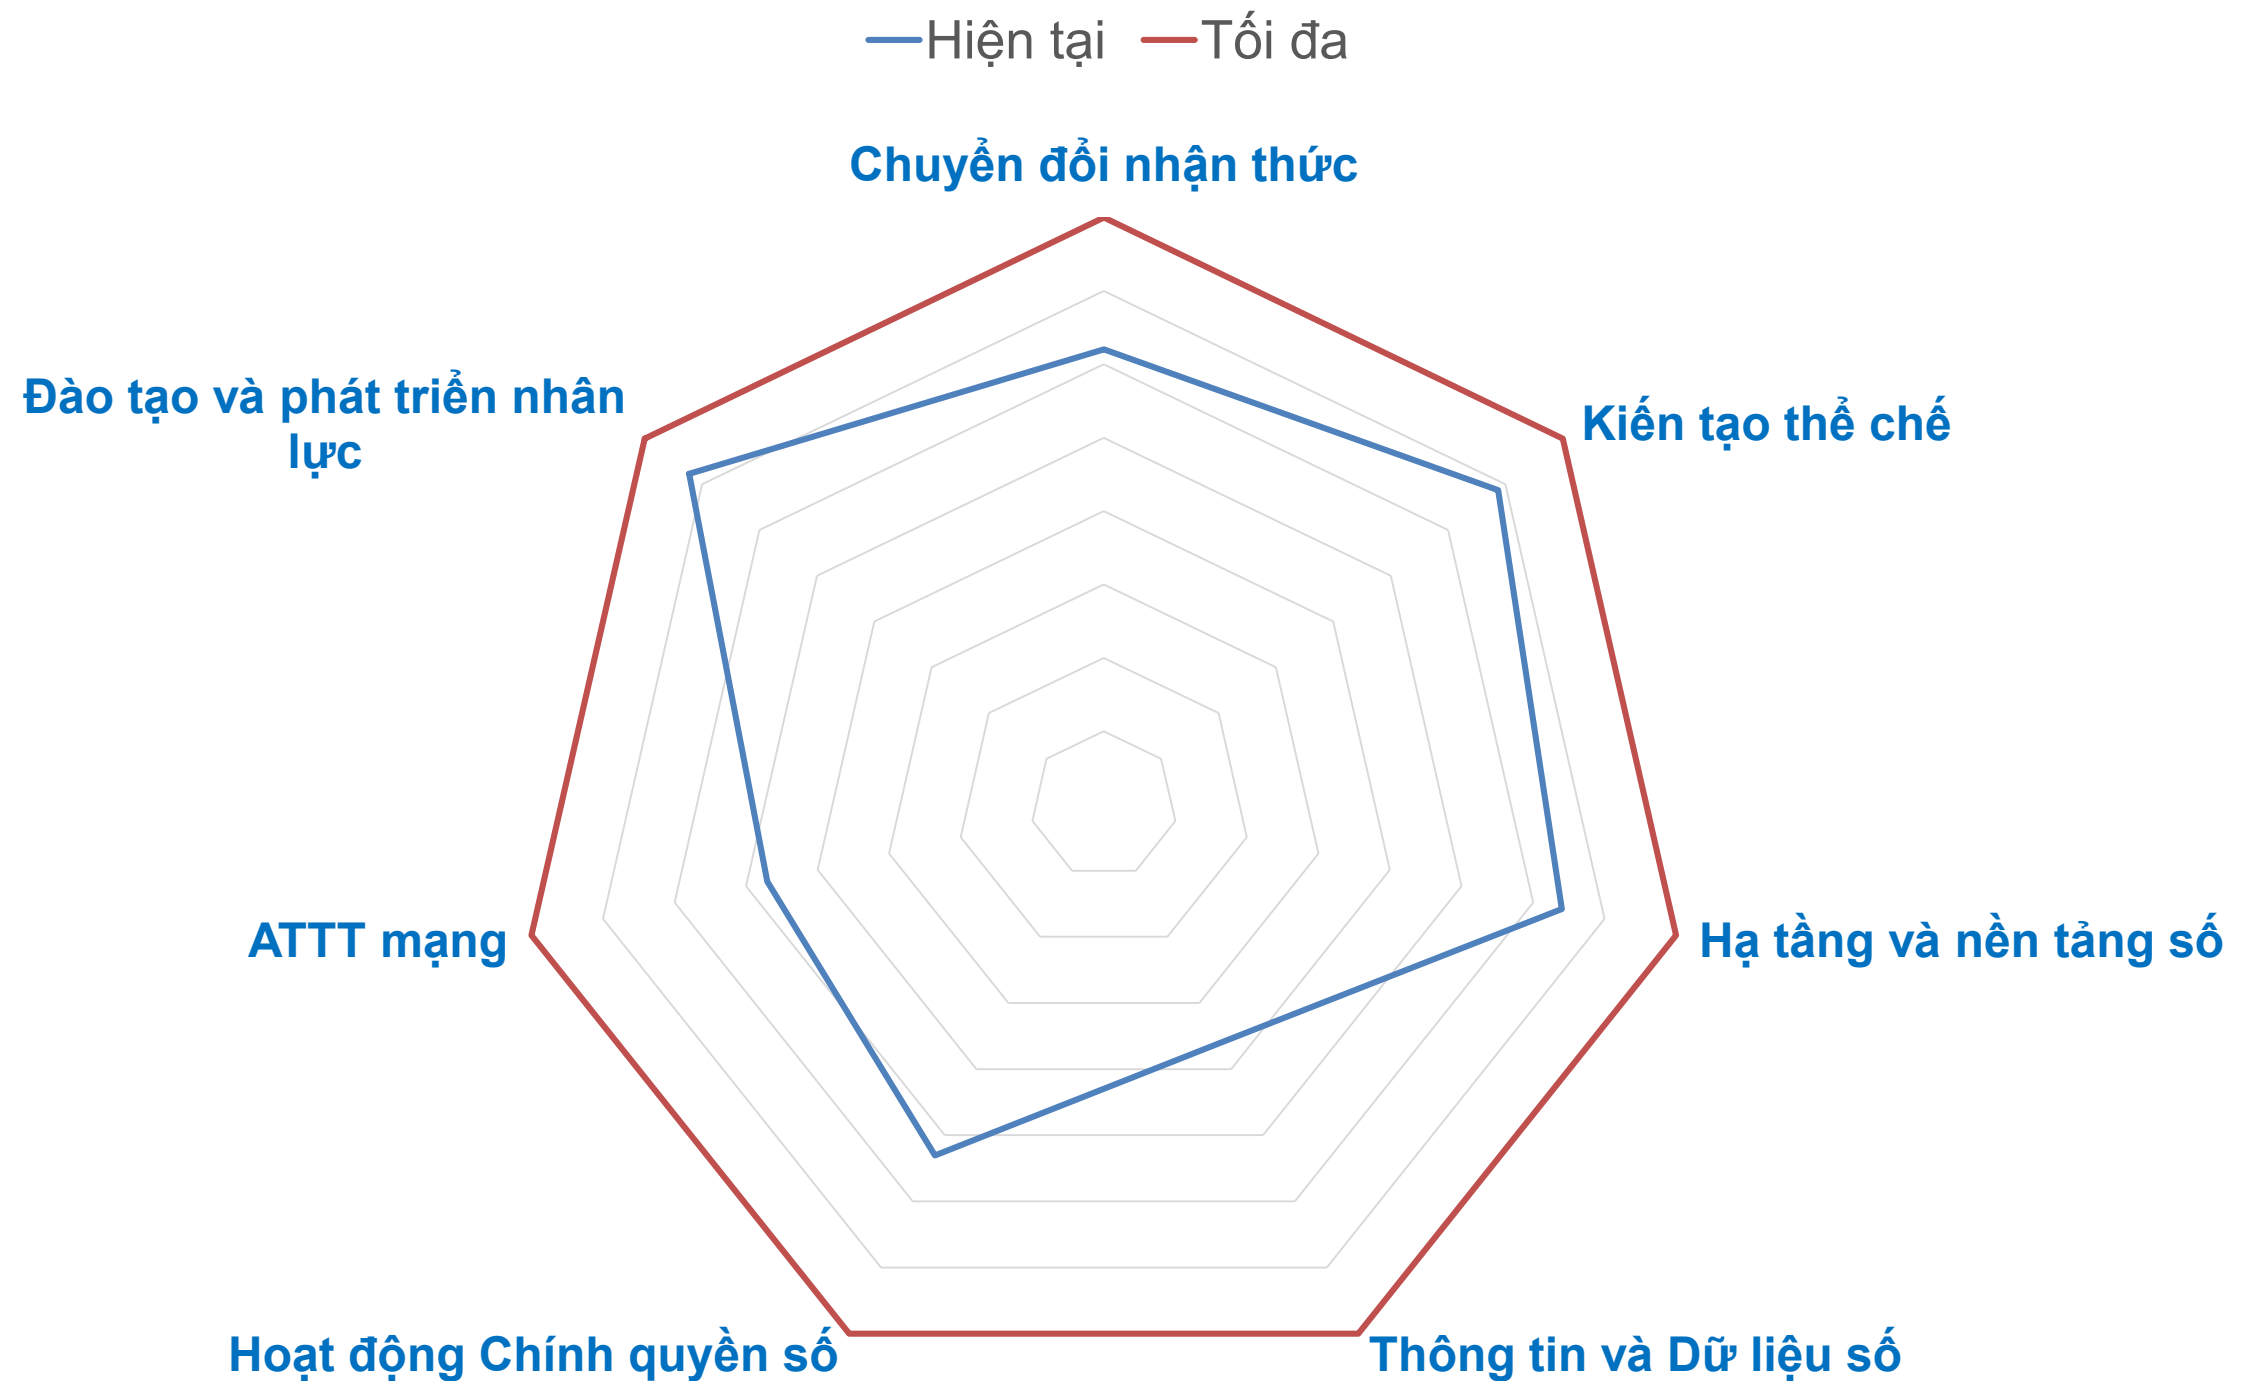 Hiện tại Tối đa
Chuyển đổi nhận thức
Đào tạo và phát triển nhân
lực
Kiến tạo thể chế
ATTT mạng
Hạ tầng và nền tảng số
Hoạt động Chính quyền số
Thông tin và Dữ liệu số